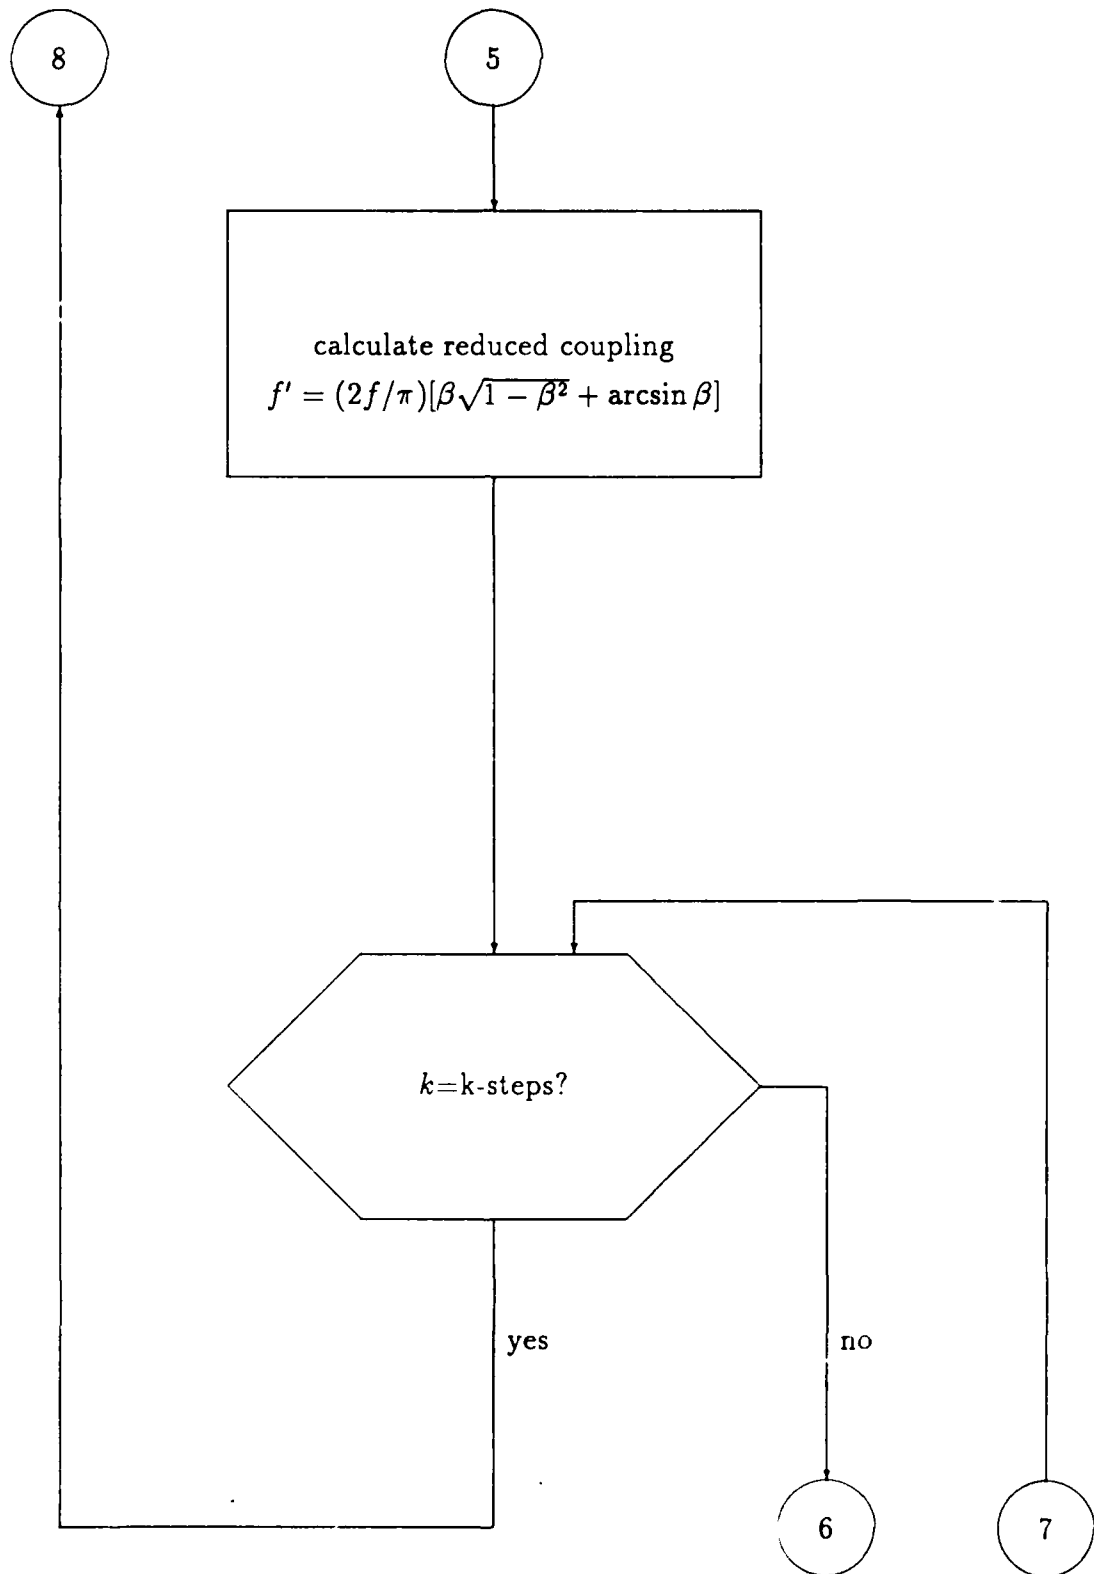 8
5
calculate reduced coupling
f′ = (2f/π)[β√1 − β² + arcsin β]
k=k-steps?
yes
no
6
7